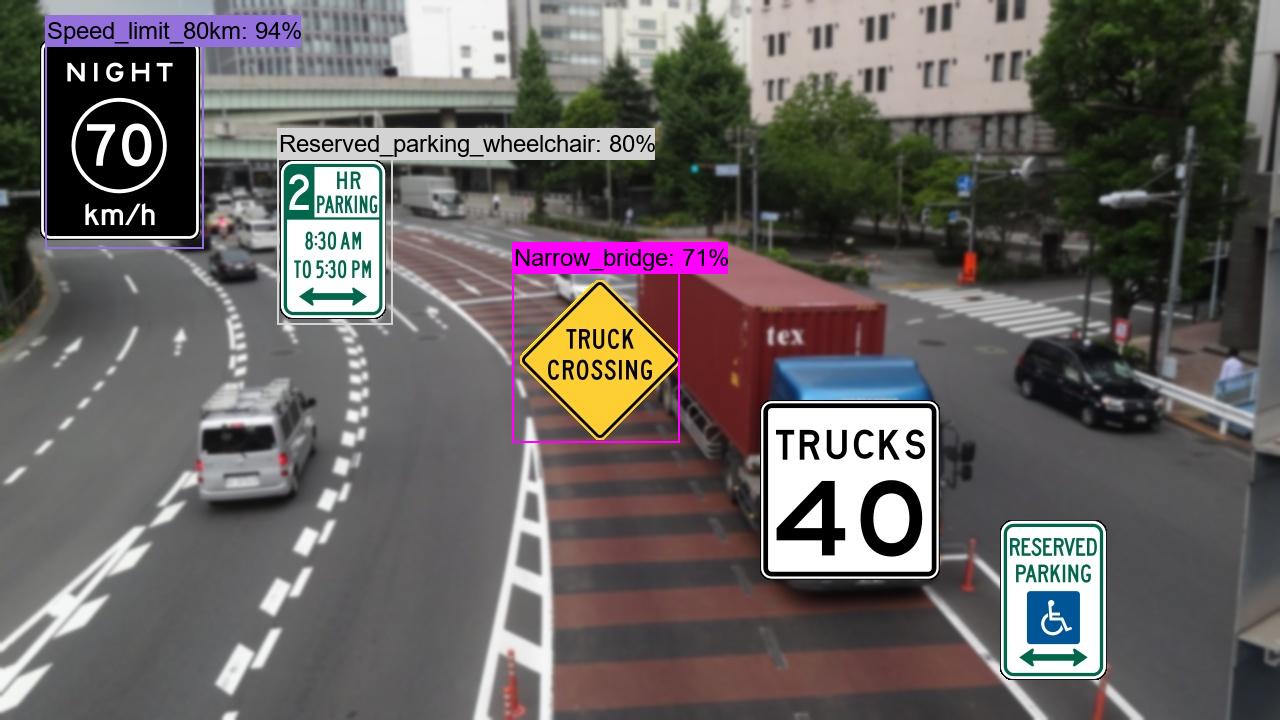 Speed_limit_80km: 94%
NIGHT
70
km/h
Reserved_parking_wheelchair: 80%
2 HR
PARKING
8:30 AM
TO 5:30 PM
Narrow_bridge: 71%
TRUCK
CROSSING
tex
TRUCKS
40
RESERVED
PARKING